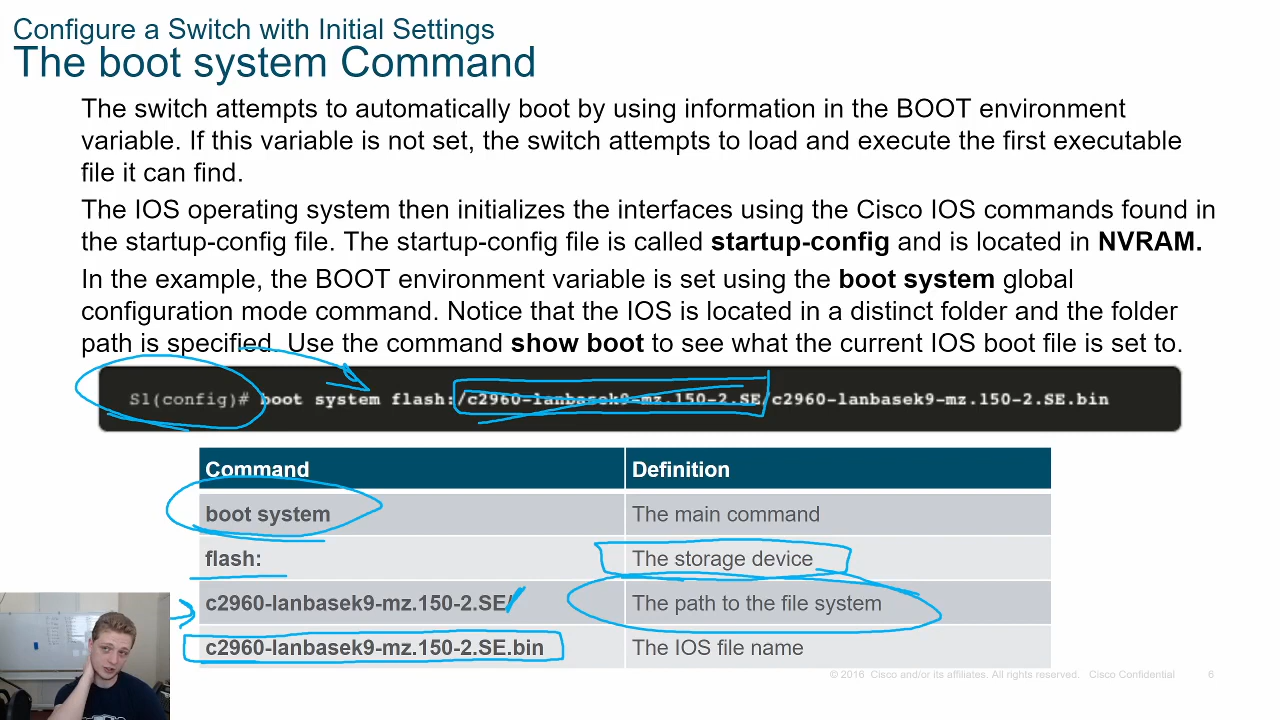 Configure a Switch with Initial Settings
The boot system Command
The switch attempts to automatically boot by using information in the BOOT environment
variable. If this variable is not set, the switch attempts to load and execute the first executable
file it can find.
The IOS operating system then initializes the interfaces using the Cisco IOS commands found in
the startup-config file. The startup-config file is called startup-config and is located in NVRAM.
In the example, the BOOT environment variable is set using the boot system global
configuration mode command. Notice that the IOS is located in a distinct folder and the folder
path is specified. Use the command show boot to see what the current IOS boot file is set to.
S1(config)# boot system flash:/c2960-lanbasek9-mz.150-2.SE/c2960-lanbasek9-mz.150-2.SE.bin
Command Definition
boot system The main command
flash: The storage device
c2960-lanbasek9-mz.150-2.SE/ The path to the file system
c2960-lanbasek9-mz.150-2.SE.bin The IOS file name
© 2016 Cisco and/or its affiliates. All rights reserved. Cisco Confidential 6